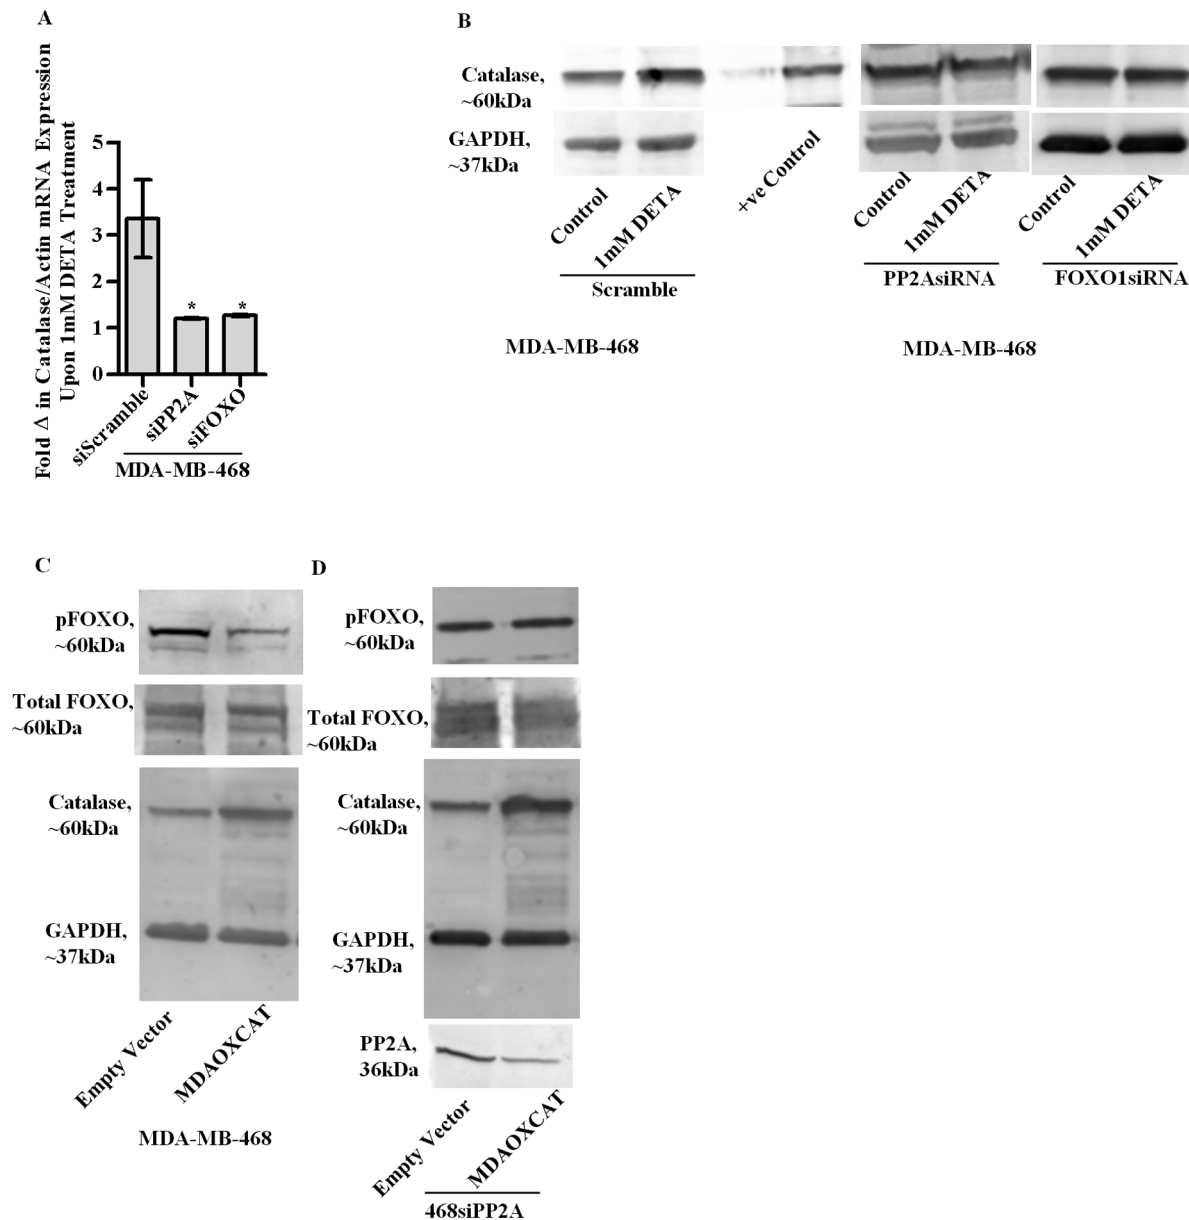 A
Fold Δ in Catalase/Actin mRNA Expression
Upon 1mM DETA Treatment
5
4
3
2
1
0
*
*
siScramble
siPP2A
siFOXO
MDA-MB-468
B
Catalase,
~60kDa
GAPDH,
~37kDa
Control
1mM DETA
+ve Control
Control
1mM DETA
Control
1mM DETA
Scramble
PP2AsiRNA
FOXO1siRNA
MDA-MB-468
MDA-MB-468
C
pFOXO,
~60kDa
Total FOXO,
~60kDa
Catalase,
~60kDa
GAPDH,
~37kDa
Empty Vector
MDAOXCAT
MDA-MB-468
D
pFOXO,
~60kDa
Total FOXO,
~60kDa
Catalase,
~60kDa
GAPDH,
~37kDa
PP2A,
36kDa
Empty Vector
MDAOXCAT
468siPP2A